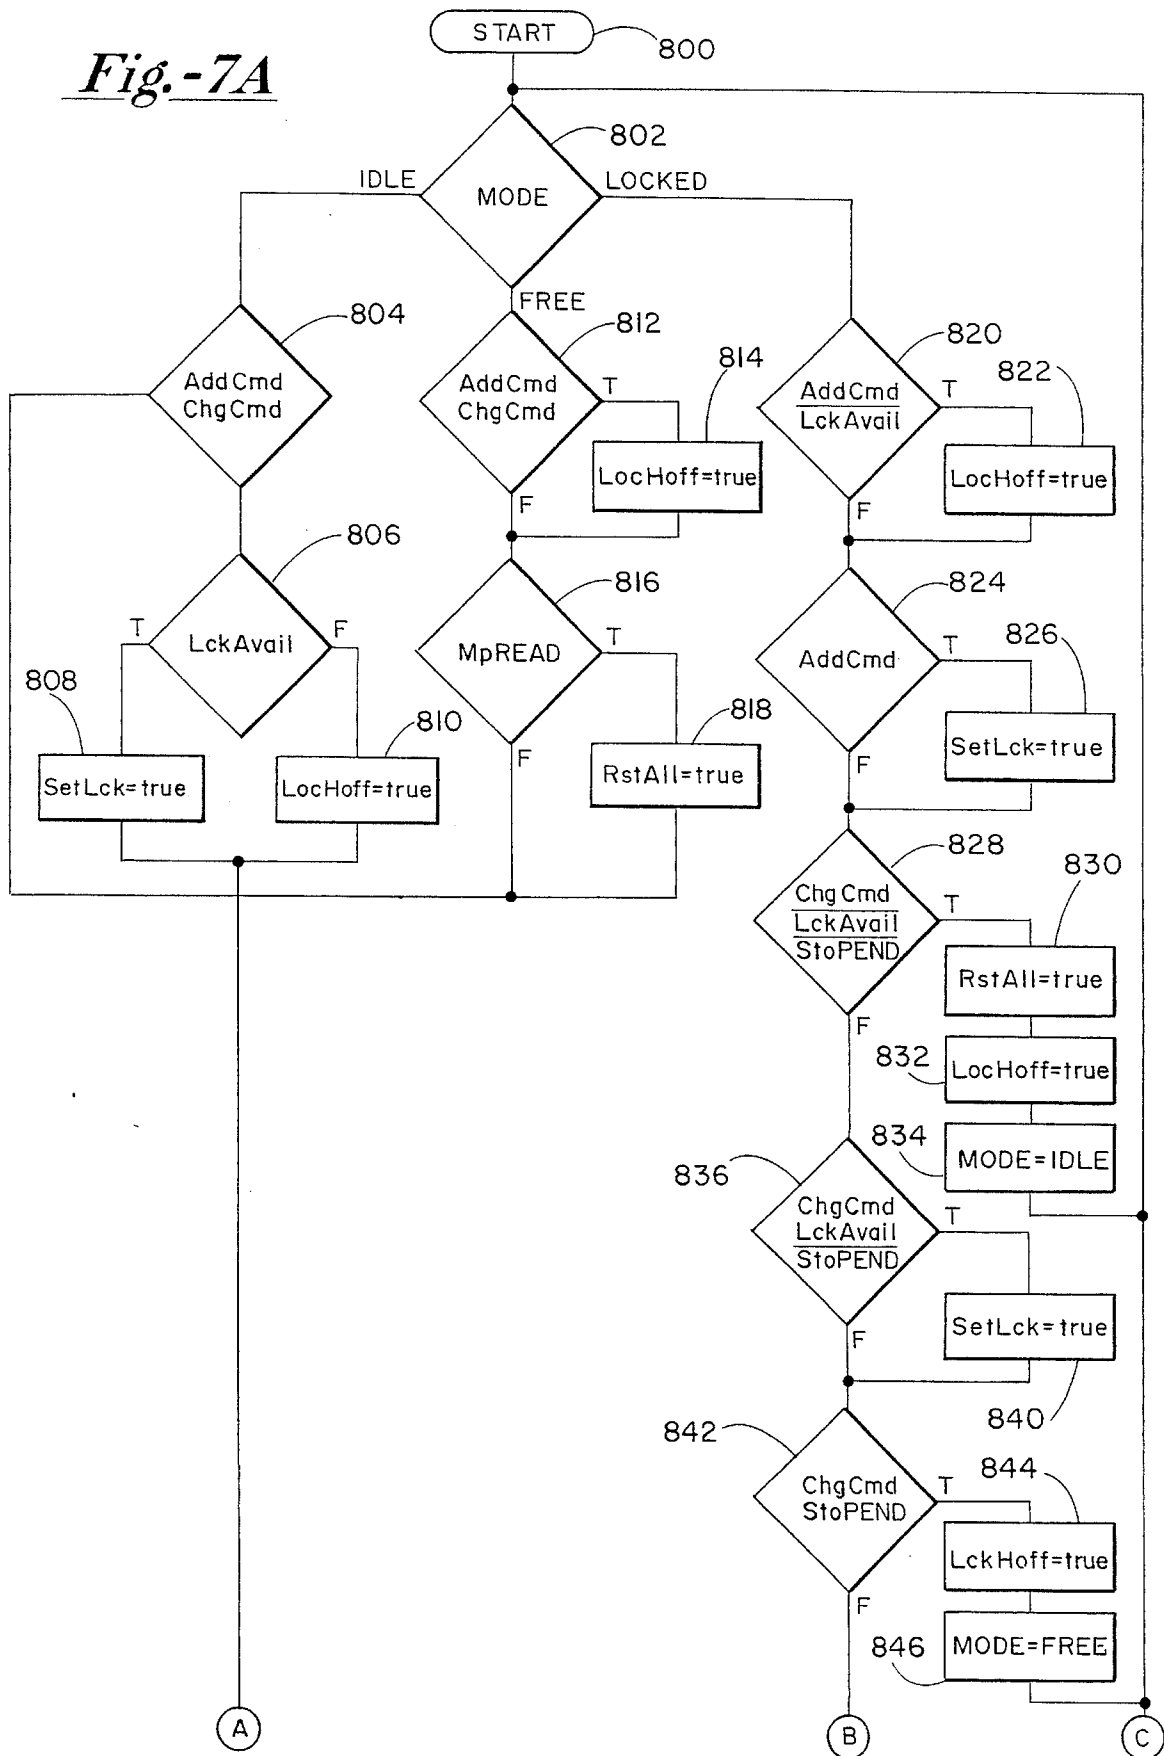 Fig.-7A
START
800
802
MODE
IDLE
LOCKED
FREE
804
AddCmd
ChgCmd
812
AddCmd
ChgCmd
T
F
814
LocHoff=true
820
AddCmd
LckAvail
T
F
822
LocHoff=true
806
LckAvail
T
F
808
SetLck=true
810
LocHoff=true
816
MpREAD
T
F
818
RstAll=true
824
AddCmd
T
F
826
SetLck=true
828
ChgCmd
LckAvail
StoPEND
T
F
830
RstAll=true
832
LocHoff=true
834
MODE=IDLE
836
ChgCmd
LckAvail
StoPEND
T
F
SetLck=true
840
842
ChgCmd
StoPEND
T
F
844
LckHoff=true
846
MODE=FREE
A
B
C